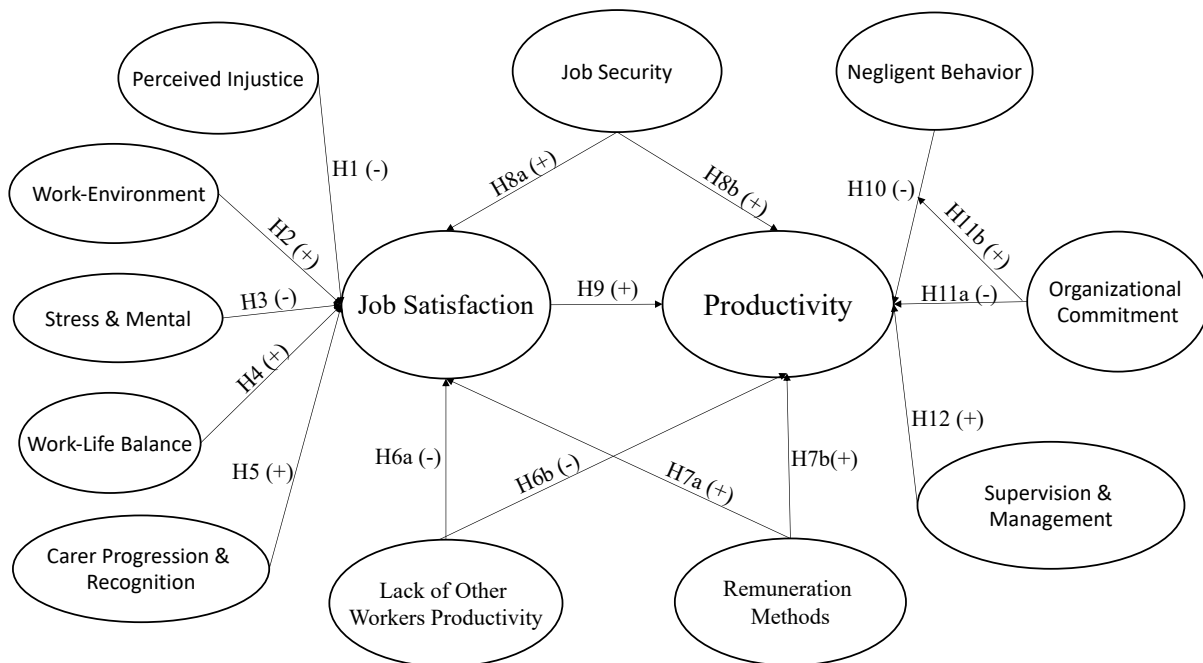 Perceived Injustice
Job Security
Negligent Behavior
H1 (-)
H8a (+)
H8b (+)
H10 (-)
H11b (+)
Work-Environment
H2 (+)
H3 (-)
Stress & Mental
Job Satisfaction
H9 (+)
Productivity
H11a (-)
Organizational
Commitment
H4 (+)
Work-Life Balance
H5 (+)
H6a (-)
H6b (-)
H7a (+)
H7b(+)
H12 (+)
Supervision &
Management
Carer Progression &
Recognition
Lack of Other
Workers Productivity
Remuneration
Methods